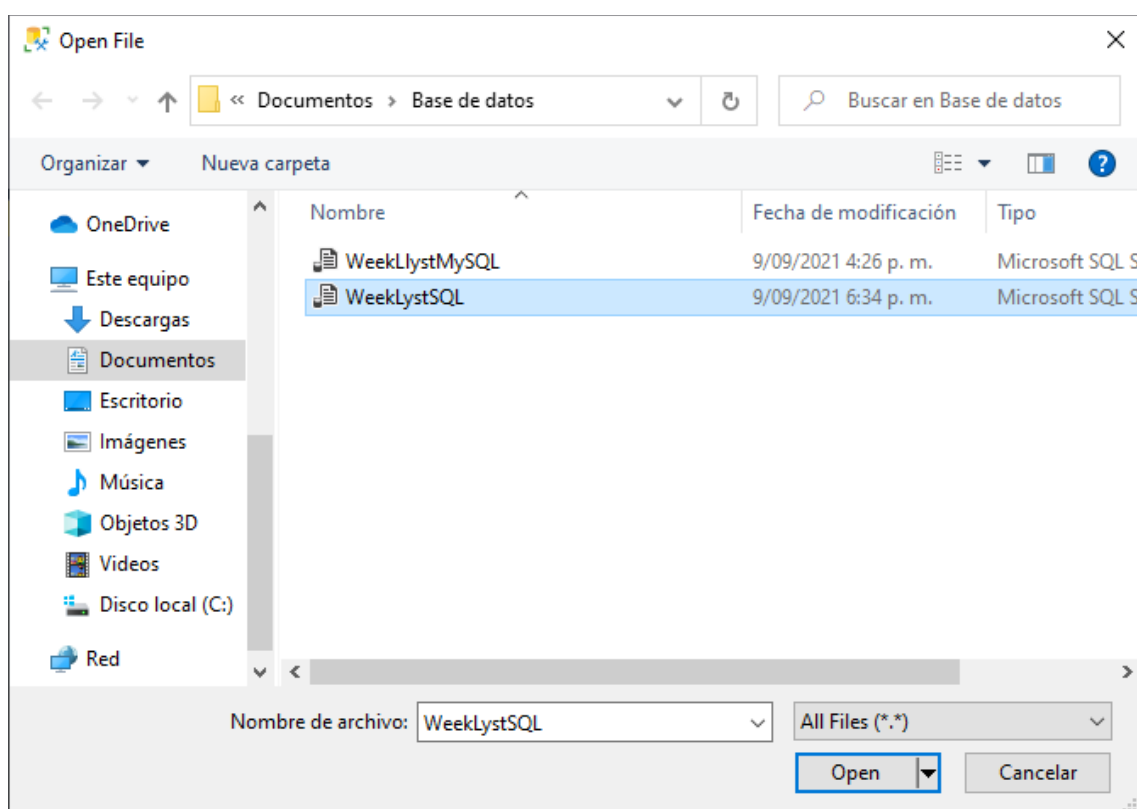 Open File
« Documentos › Base de datos
Buscar en Base de datos
Organizar
Nueva carpeta
OneDrive
Este equipo
Descargas
Documentos
Escritorio
Imágenes
Música
Objetos 3D
Videos
Disco local (C:)
Red
Nombre Fecha de modificación Tipo
WeekLlystMySQL 9/09/2021 4:26 p. m. Microsoft SQL S
WeekLystSQL 9/09/2021 6:34 p. m. Microsoft SQL S
Nombre de archivo: WeekLystSQL
All Files (*.*)
Open
Cancelar